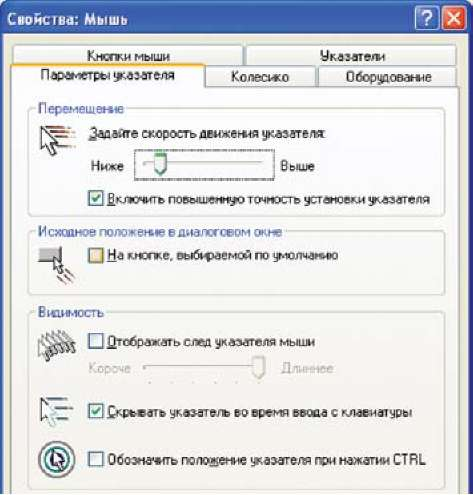 Свойства: Мышь
Кнопки мыши
Указатели
Параметры указателя
Колесико
Оборудование
Перемещение
Задайте скорость движения указателя:
Ниже
Выше
Включить повышенную точность установки указателя
Исходное положение в диалоговом окне
На кнопке, выбираемой по умолчанию
Видимость
Отображать след указателя мыши
Короче
Длиннее
Скрывать указатель во время ввода с клавиатуры
Обозначить положение указателя при нажатии CTRL